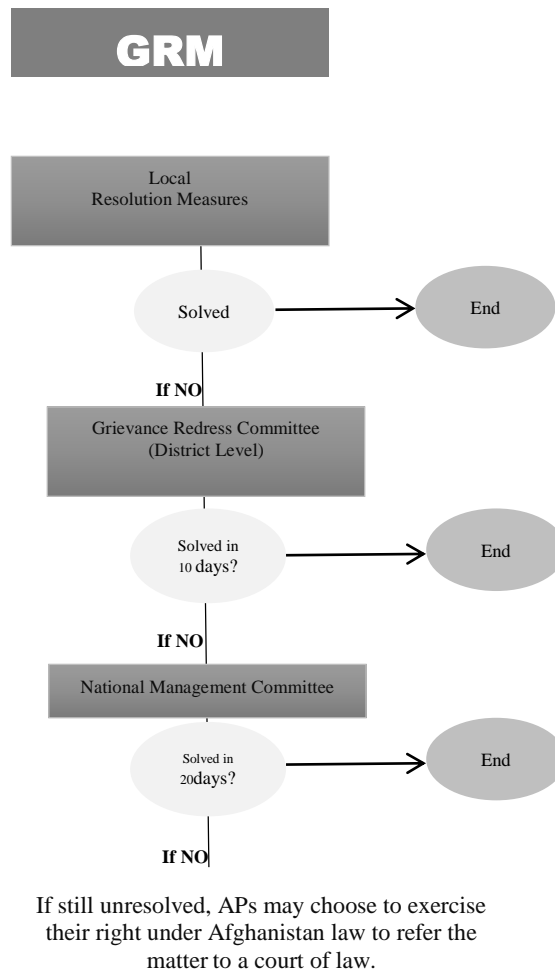 GRM
Local
Resolution Measures
Solved
End
If NO
Grievance Redress Committee
(District Level)
Solved in
10 days?
End
If NO
National Management Committee
Solved in
20days?
End
If NO
If still unresolved, APs may choose to exercise
their right under Afghanistan law to refer the
matter to a court of law.